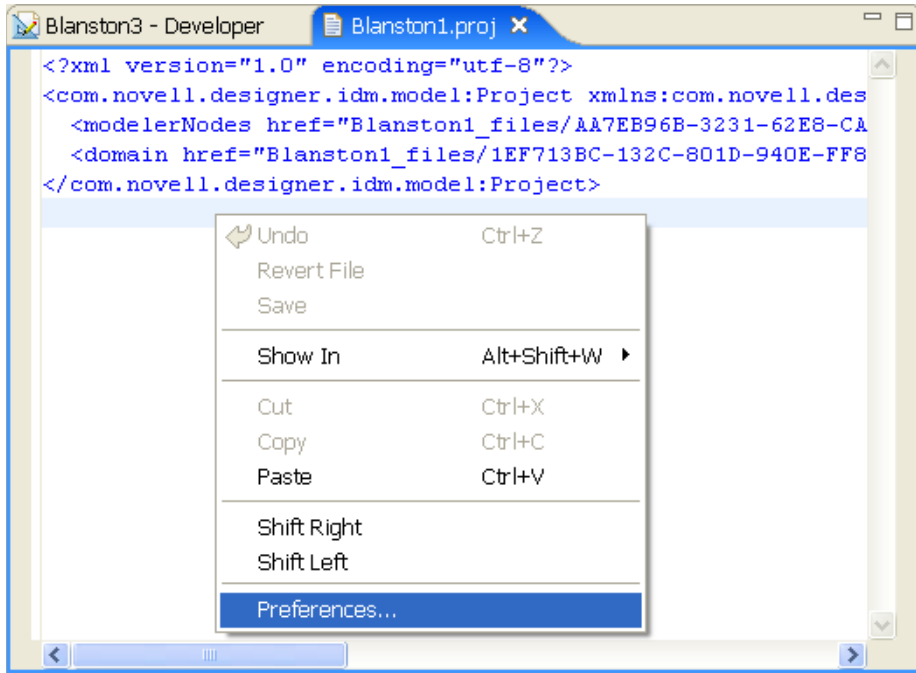 Blanston3 - Developer Blanston1.proj
<?xml version="1.0" encoding="utf-8"?>
<com.novell.designer.idm.model:Project xmlns:com.novell.des
<modelerNodes href="Blanston1_files/AA7EB96B-3231-62E8-CA
<domain href="Blanston1_files/1EF713BC-132C-801D-940E-FF8
</com.novell.designer.idm.model:Project>
Undo Ctrl+Z
Revert File
Save
Show In Alt+Shift+W
Cut Ctrl+X
Copy Ctrl+C
Paste Ctrl+V
Shift Right
Shift Left
Preferences...